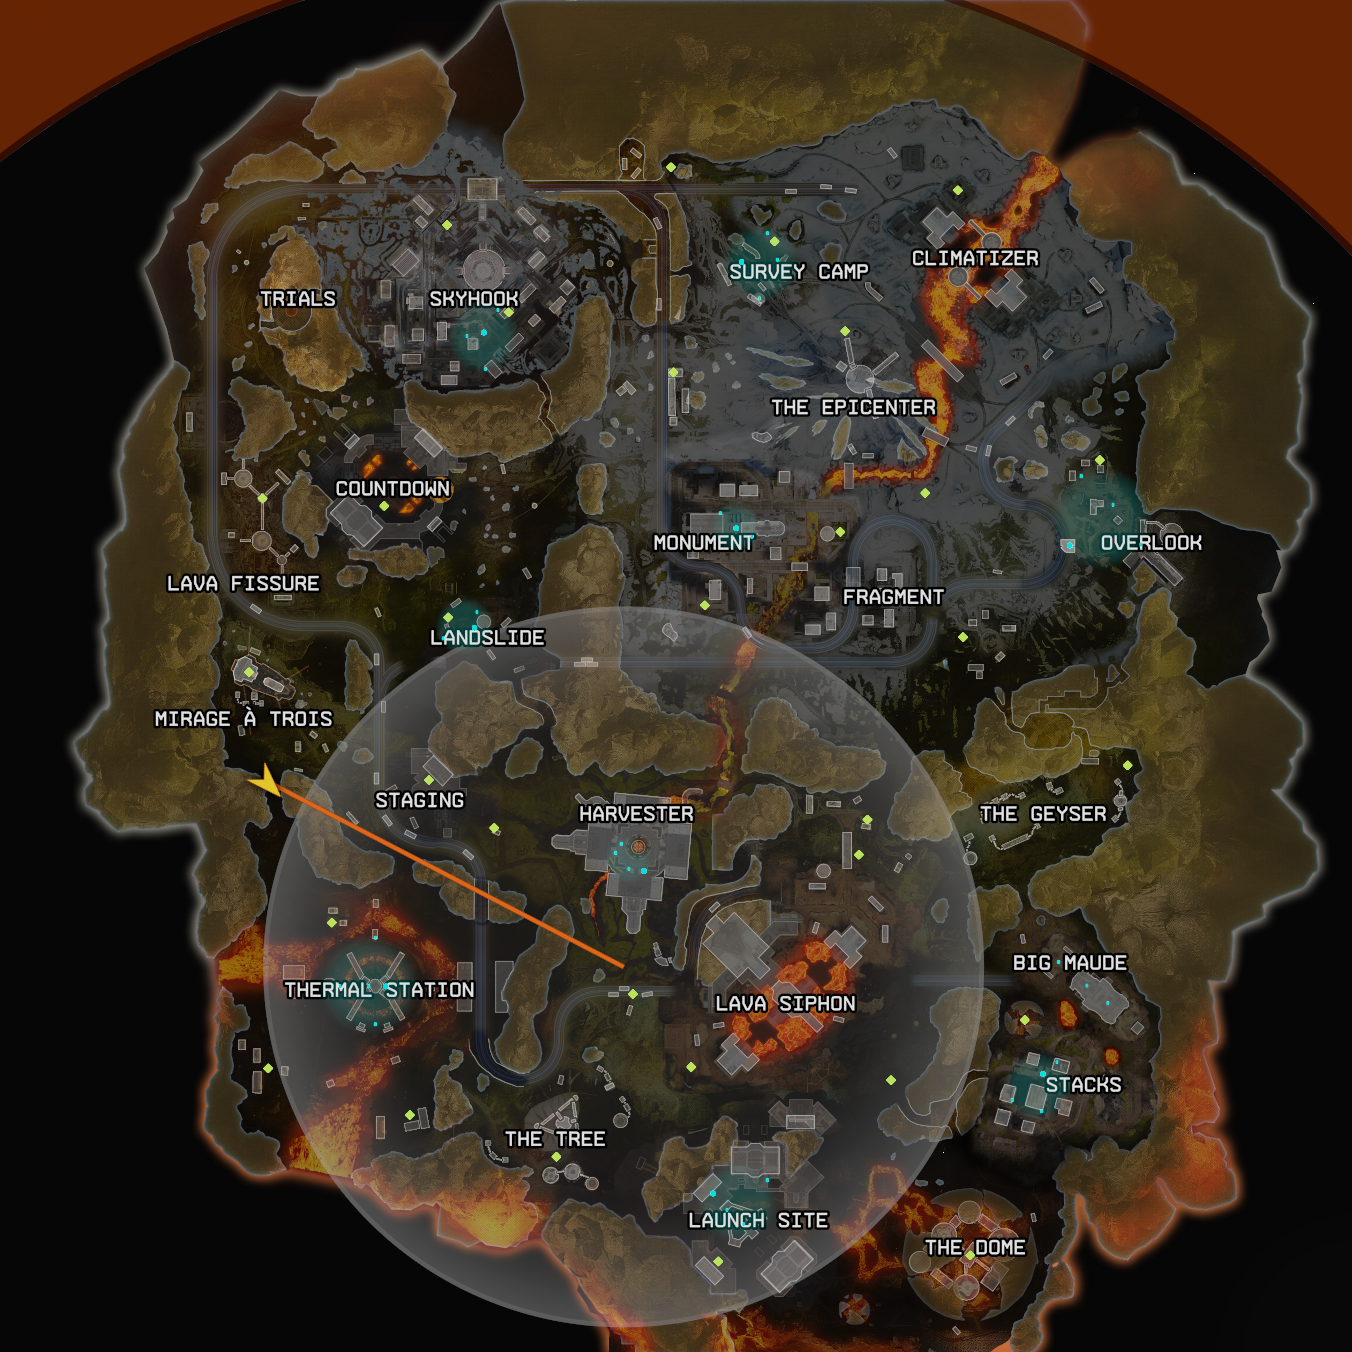 SURVEY CAMP
CLIMATIZER
TRIALS
SKYHOOK
THE EPICENTER
COUNTDOWN
MONUMENT
OVERLOOK
LAVA FISSURE
FRAGMENT
LANDSLIDE
MIRAGE À TROIS
STAGING
HARVESTER
THE GEYSER
BIG MAUDE
THERMAL STATION
LAVA SIPHON
STACKS
THE TREE
LAUNCH SITE
THE DOME